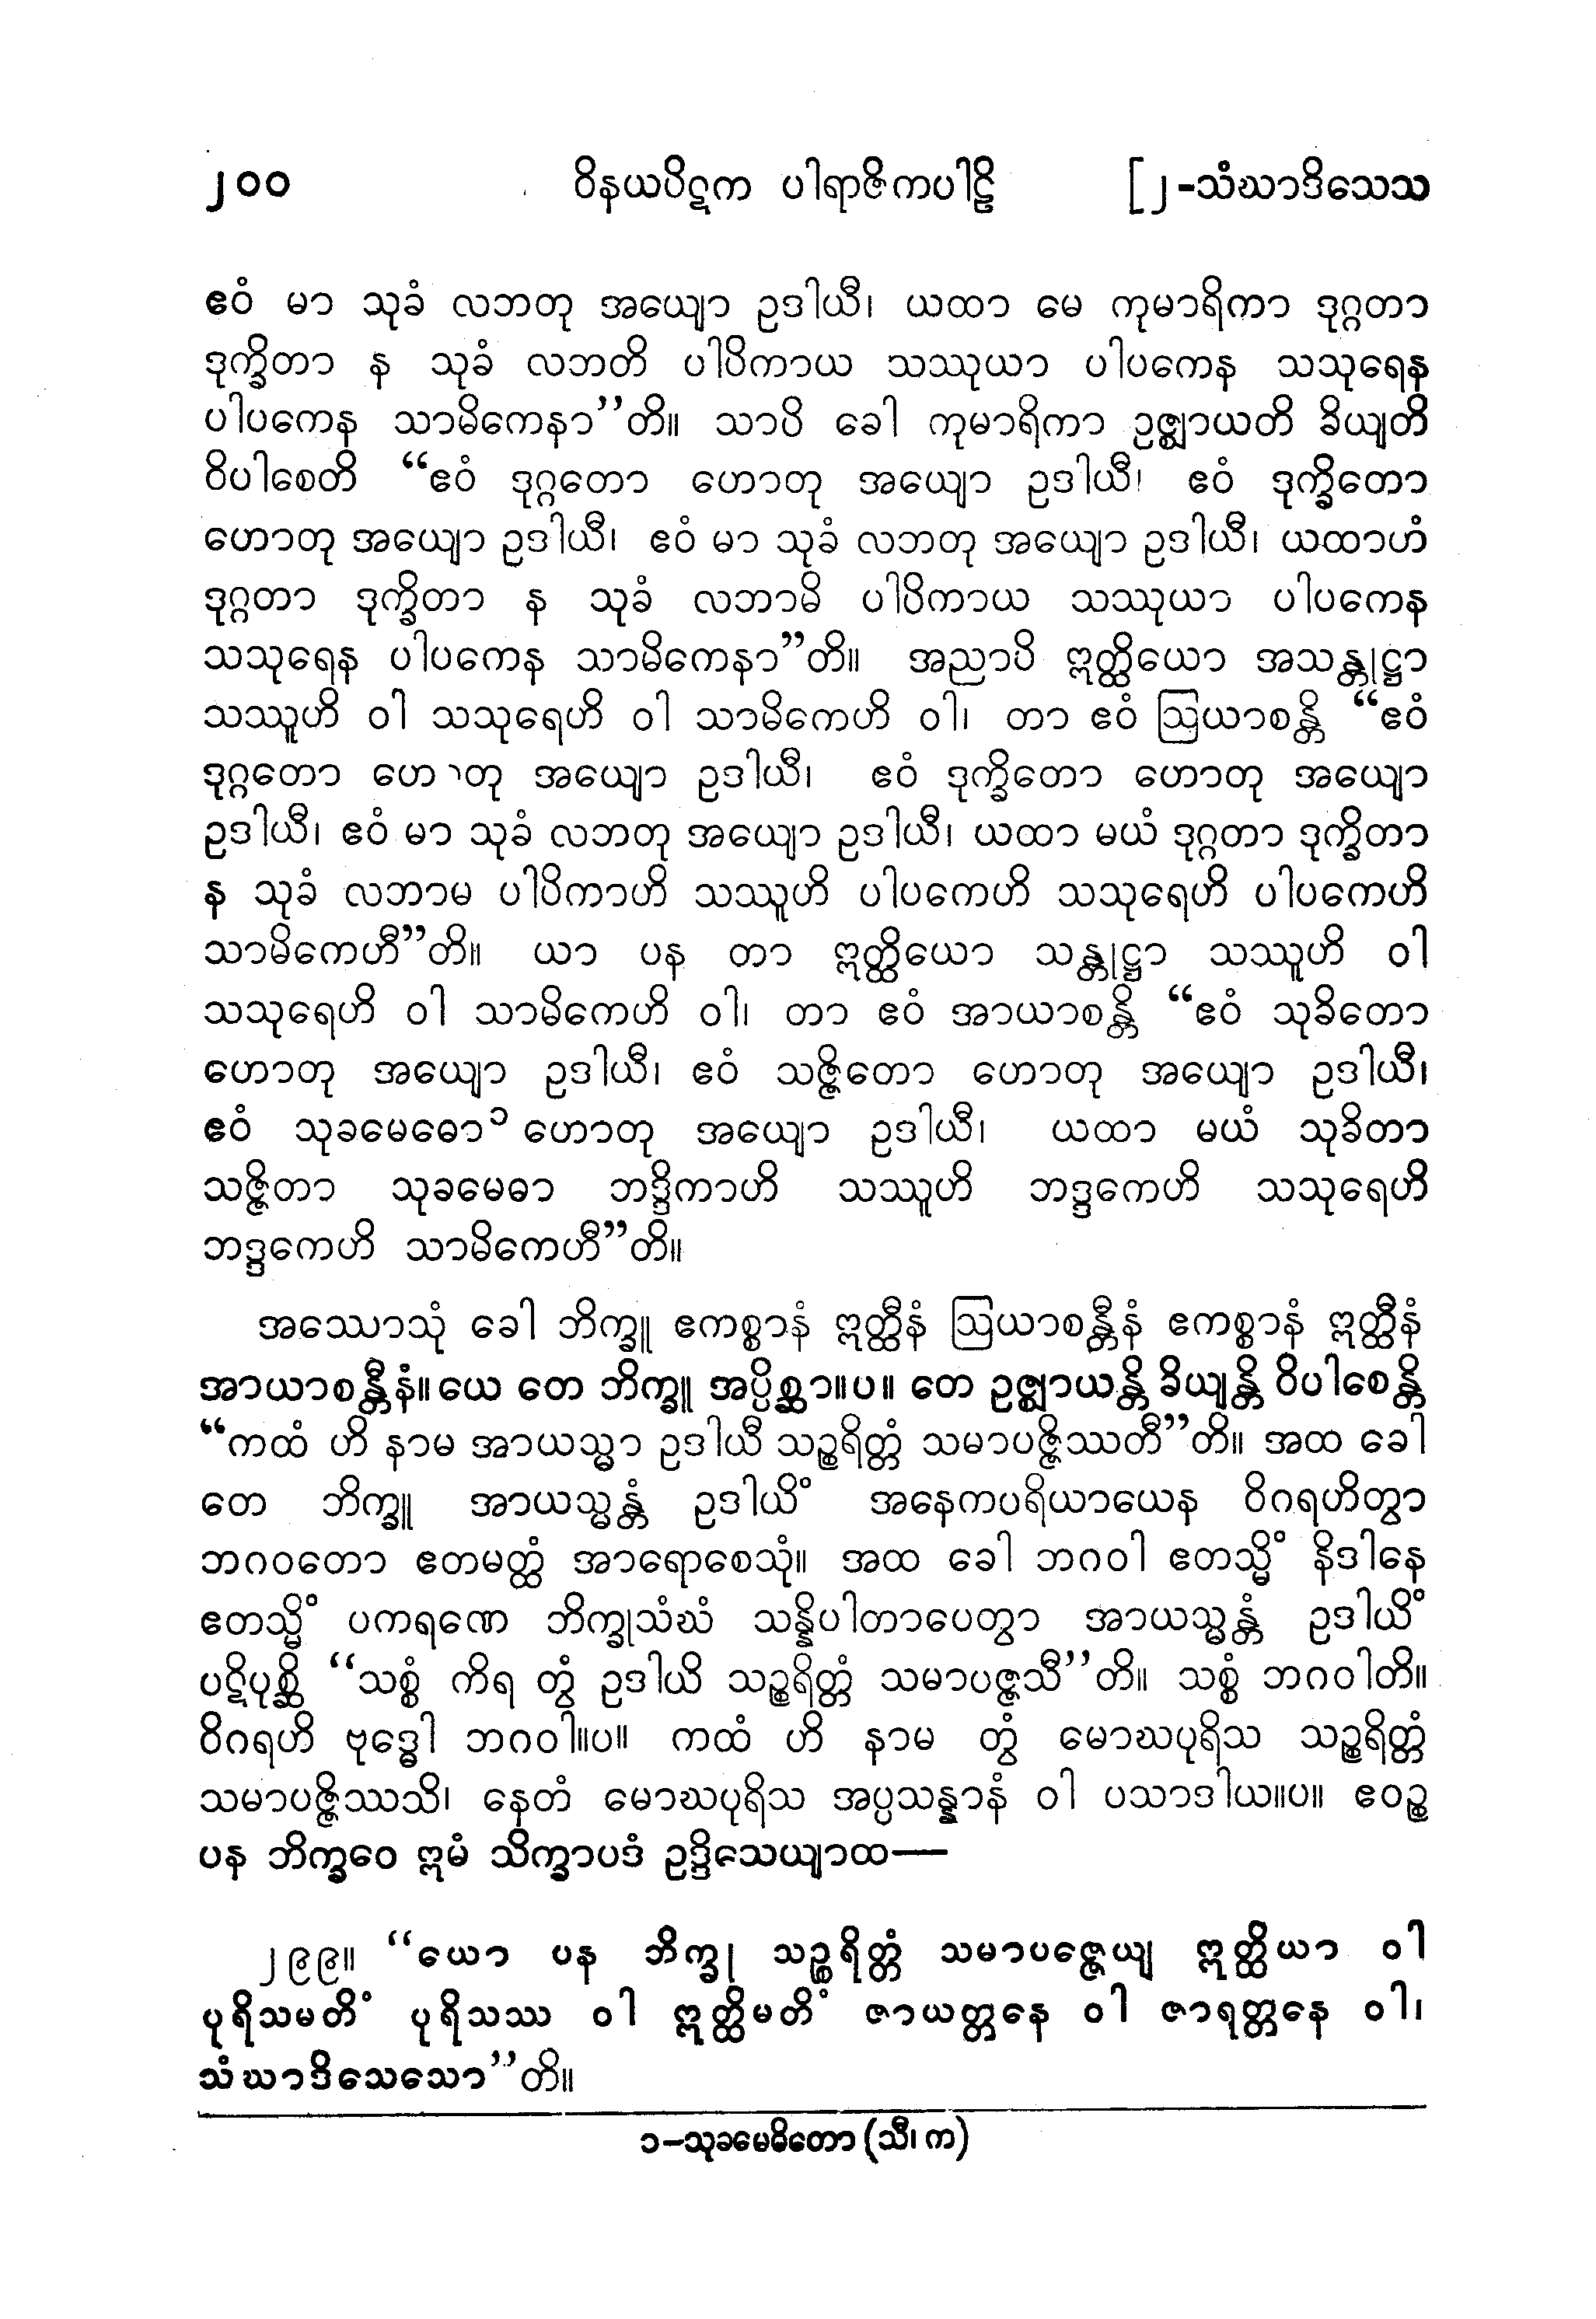 ၂၀၀ ဝိနယပိဋက ပါရာဇိကပါဠိ [၂-သံဃာဒိသေသ
ဧဝံ မာ သုခံ လဘတု အယျော ဥဒါယီ၊ ယထာ မေ ကုမာရိကာ ဒုဂ္ဂတာ
ဒုက္ခိတာ န သုခံ လဘတိ ပါပိကာယ သဿုယာ ပါပကေန သသုရေန
ပါပကေန သာမိကေနာ”တိ။ သာပိ ခေါ ကုမာရိကာ ဥဇ္ဈာယတိ ခိယျတိ
ဝိပါစေတိ “ဧဝံ ဒုဂ္ဂတော ဟောတု အယျော ဥဒါယီ၊ ဧဝံ ဒုက္ခိတော
ဟောတု အယျော ဥဒါယီ၊ ဧဝံ မာ သုခံ လဘတု အယျော ဥဒါယီ၊ ယထာဟံ
ဒုဂ္ဂတာ ဒုက္ခိတာ န သုခံ လဘာမိ ပါပိကာယ သဿုယာ ပါပကေန
သသုရေန ပါပကေန သာမိကေနာ”တိ။ အညာပိ ဣတ္ထိယော အသန္တုဋ္ဌာ
သဿူဟိ ဝါ သသုရေဟိ ဝါ သာမိကေဟိ ဝါ၊ တာ ဧဝံ ဩယာစန္တိ “ဧဝံ
ဒုဂ္ဂတော ဟောတု အယျော ဥဒါယီ၊ ဧဝံ ဒုက္ခိတော ဟောတု အယျော
ဥဒါယီ၊ ဧဝံ မာ သုခံ လဘတု အယျော ဥဒါယီ၊ ယထာ မယံ ဒုဂ္ဂတာ ဒုက္ခိတာ
န သုခံ လဘာမ ပါပိကာဟိ သဿူဟိ ပါပကေဟိ သသုရေဟိ ပါပကေဟိ
သာမိကေဟီ”တိ။ ယာ ပန တာ ဣတ္ထိယော သန္တုဋ္ဌာ သဿူဟိ ဝါ
သသုရေဟိ ဝါ သာမိကေဟိ ဝါ၊ တာ ဧဝံ အာယာစန္တိ “ဧဝံ သုခိတော
ဟောတု အယျော ဥဒါယီ၊ ဧဝံ သဇ္ဇိတော ဟောတု အယျော ဥဒါယီ၊
ဧဝံ သုခမေဓော၁ ဟောတု အယျော ဥဒါယီ၊ ယထာ မယံ သုခိတာ
သဇ္ဇိတာ သုခမေဓာ ဘဒ္ဒိကာဟိ သဿူဟိ ဘဒ္ဒကေဟိ သသုရေဟိ
ဘဒ္ဒကေဟိ သာမိကေဟီ”တိ။
အဿောသုံ ခေါ ဘိက္ခူ ဧကစ္စာနံ ဣတ္ထီနံ ဩယာစန္တီနံ ဧကစ္စာနံ ဣတ္ထီနံ
အာယာစန္တီနံ။ ယေ တေ ဘိက္ခူ အပ္ပိစ္ဆာ။ပ။ တေ ဥဇ္ဈာယန္တိ ခိယျန္တိ ဝိပါစေန္တိ
“ကထံ ဟိ နာမ အာယသ္မာ ဥဒါယီ သဉ္စရိတ္တံ သမာပဇ္ဇိဿတီ”တိ။ အထ ခေါ
တေ ဘိက္ခူ အာယသ္မန္တံ ဥဒါယိံ အနေကပရိယာယေန ဝိဂရဟိတွာ
ဘဂဝတော ဧတမတ္ထံ အာရောစေသုံ။ အထ ခေါ ဘဂဝါ ဧတသ္မိံ နိဒါနေ
ဧတသ္မိံ ပကရဏေ ဘိက္ခုသံဃံ သန္နိပါတာပေတွာ အာယသ္မန္တံ ဥဒါယိံ
ပဋိပုစ္ဆိ “သစ္စံ ကိရ တွံ ဥဒါယိ သဉ္စရိတ္တံ သမာပဇ္ဇသီ”တိ။ သစ္စံ ဘဂဝါတိ။
ဝိဂရဟိ ဗုဒ္ဓေါ ဘဂဝါ။ပ။ ကထံ ဟိ နာမ တွံ မောဃပုရိသ သဉ္စရိတ္တံ
သမာပဇ္ဇိဿသိ၊ နေတံ မောဃပုရိသ အပ္ပသန္နာနံ ဝါ ပသာဒါယ။ပ။ ဧဝဉ္စ
ပန ဘိက္ခဝေ ဣမံ သိက္ခာပဒံ ဥဒ္ဒိသေယျာထ—
၂၉၉။ “ယော ပန ဘိက္ခု သဉ္စရိတ္တံ သမာပဇ္ဇေယျ ဣတ္ထိယာ ဝါ
ပုရိသမတိံ ပုရိသဿ ဝါ ဣတ္ထိမတိံ ဇာယတ္တနေ ဝါ ဇာရတ္တနေ ဝါ၊
သံဃာဒိသေသော”တိ။
၁-သုခမေဓိတော (သီ၊ က)